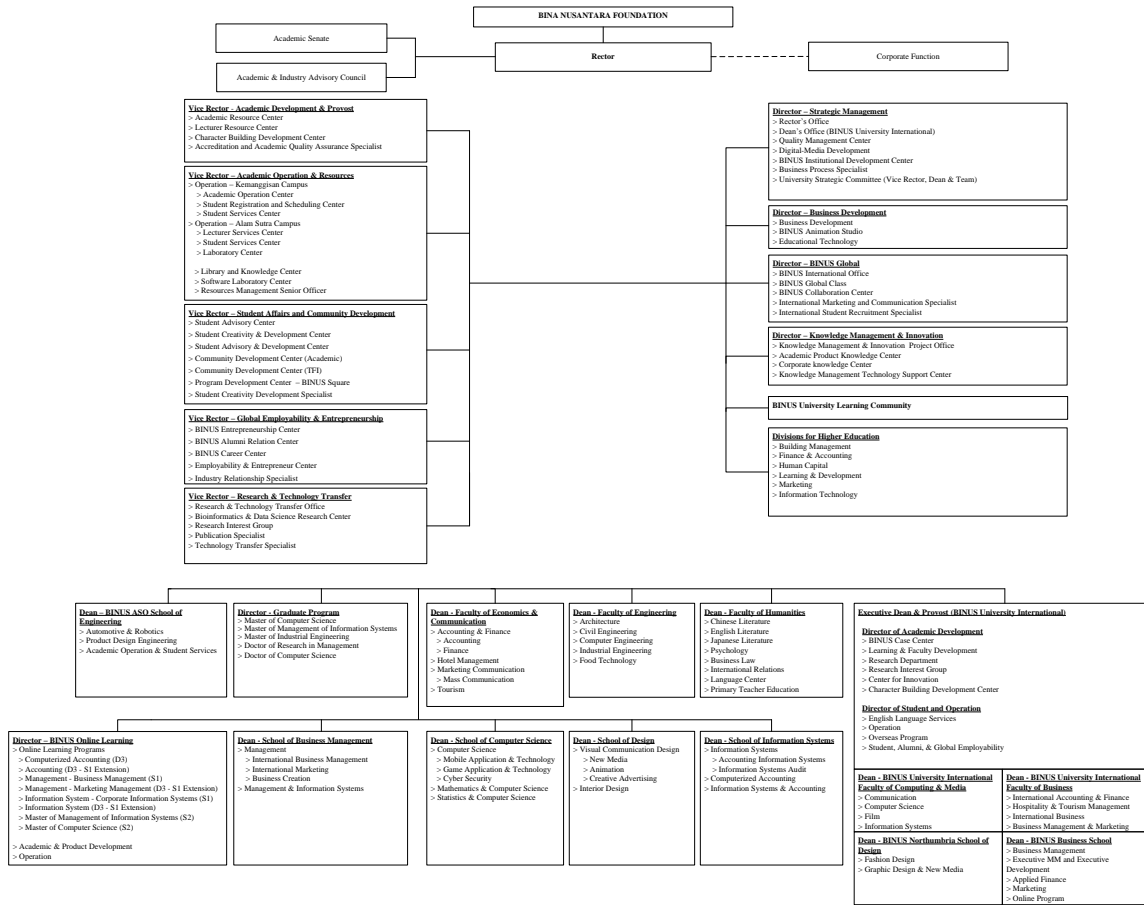 BINA NUSANTARA FOUNDATION
Academic Senate
Rector
Corporate Function
Academic & Industry Advisory Council
Vice Rector - Academic Development & Provost
> Academic Resource Center
> Lecturer Resource Center
> Character Building Development Center
> Accreditation and Academic Quality Assurance Specialist
Vice Rector – Academic Operation & Resources
> Operation – Kemanggisan Campus
> Academic Operation Center
> Student Registration and Scheduling Center
> Student Services Center
> Operation – Alam Sutra Campus
> Lecturer Services Center
> Student Services Center
> Laboratory Center
> Library and Knowledge Center
> Software Laboratory Center
> Resources Management Senior Officer
Vice Rector – Student Affairs and Community Development
> Student Advisory Center
> Student Creativity & Development Center
> Student Advisory & Development Center
> Community Development Center (Academic)
> Community Development Center (TFI)
> Program Development Center – BINUS Square
> Student Creativity Development Specialist
Vice Rector – Global Employability & Entrepreneurship
> BINUS Entrepreneurship Center
> BINUS Alumni Relation Center
> BINUS Career Center
> Employability & Entrepreneur Center
> Industry Relationship Specialist
Vice Rector – Research & Technology Transfer
> Research & Technology Transfer Office
> Bioinformatics & Data Science Research Center
> Research Interest Group
> Publication Specialist
> Technology Transfer Specialist
Director – Strategic Management
> Rector's Office
> Dean's Office (BINUS University International)
> Quality Management Center
> Digital-Media Development
> BINUS Institutional Development Center
> Business Process Specialist
> University Strategic Committee (Vice Rector, Dean & Team)
Director – Business Development
> Business Development
> BINUS Animation Studio
> Educational Technology
Director – BINUS Global
> BINUS International Office
> BINUS Global Class
> BINUS Collaboration Center
> International Marketing and Communication Specialist
> International Student Recruitment Specialist
Director – Knowledge Management & Innovation
> Knowledge Management & Innovation Project Office
> Academic Product Knowledge Center
> Corporate knowledge Center
> Knowledge Management Technology Support Center
BINUS University Learning Community
Divisions for Higher Education
> Building Management
> Finance & Accounting
> Human Capital
> Learning & Development
> Marketing
> Information Technology
Dean – BINUS ASO School of
Engineering
> Automotive & Robotics
> Product Design Engineering
> Academic Operation & Student Services
Director - Graduate Program
> Master of Computer Science
> Master of Management of Information Systems
> Master of Industrial Engineering
> Doctor of Research in Management
> Doctor of Computer Science
Dean - Faculty of Economics &
Communication
> Accounting & Finance
> Accounting
> Finance
> Hotel Management
> Marketing Communication
> Mass Communication
> Tourism
Dean - Faculty of Engineering
> Architecture
> Civil Engineering
> Computer Engineering
> Industrial Engineering
> Food Technology
Dean - Faculty of Humanities
> Chinese Literature
> English Literature
> Japanese Literature
> Psychology
> Business Law
> International Relations
> Language Center
> Primary Teacher Education
Executive Dean & Provost (BINUS University International)
Director of Academic Development
> BINUS Case Center
> Learning & Faculty Development
> Research Department
> Research Interest Group
> Center for Innovation
> Character Building Development Center
Director of Student and Operation
> English Language Services
> Operation
> Overseas Program
> Student, Alumni, & Global Employability
Director – BINUS Online Learning
> Online Learning Programs
> Computerized Accounting (D3)
> Accounting (D3 - S1 Extension)
> Management - Business Management (S1)
> Management - Marketing Management (D3 - S1 Extension)
> Information System - Corporate Information Systems (S1)
> Information System (D3 - S1 Extension)
> Master of Management of Information Systems (S2)
> Master of Computer Science (S2)
> Academic & Product Development
> Operation
Dean - School of Business Management
> Management
> International Business Management
> International Marketing
> Business Creation
> Management & Information Systems
Dean - School of Computer Science
> Computer Science
> Mobile Application & Technology
> Game Application & Technology
> Cyber Security
> Mathematics & Computer Science
> Statistics & Computer Science
Dean - School of Design
> Visual Communication Design
> New Media
> Animation
> Creative Advertising
> Interior Design
Dean - School of Information Systems
> Information Systems
> Accounting Information Systems
> Information Systems Audit
> Computerized Accounting
> Information Systems & Accounting
Dean - BINUS University International
Faculty of Computing & Media
> Communication
> Computer Science
> Film
> Information Systems
Dean - BINUS University International
Faculty of Business
> International Accounting & Finance
> Hospitality & Tourism Management
> International Business
> Business Management & Marketing
Dean - BINUS Northumbria School of
Design
> Fashion Design
> Graphic Design & New Media
Dean - BINUS Business School
> Business Management
> Executive MM and Executive
Development
> Applied Finance
> Marketing
> Online Program